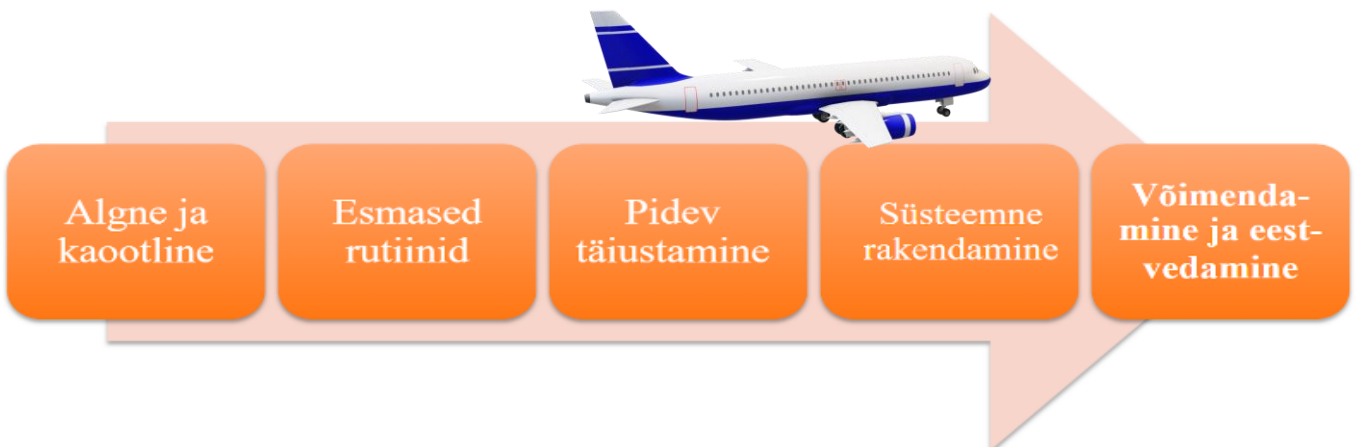 Algne ja
kaootline
Esmased
rutiinid
Pidev
täiustamine
Süsteemne
rakendamine
Võimenda-
mine ja eest-
vedamine